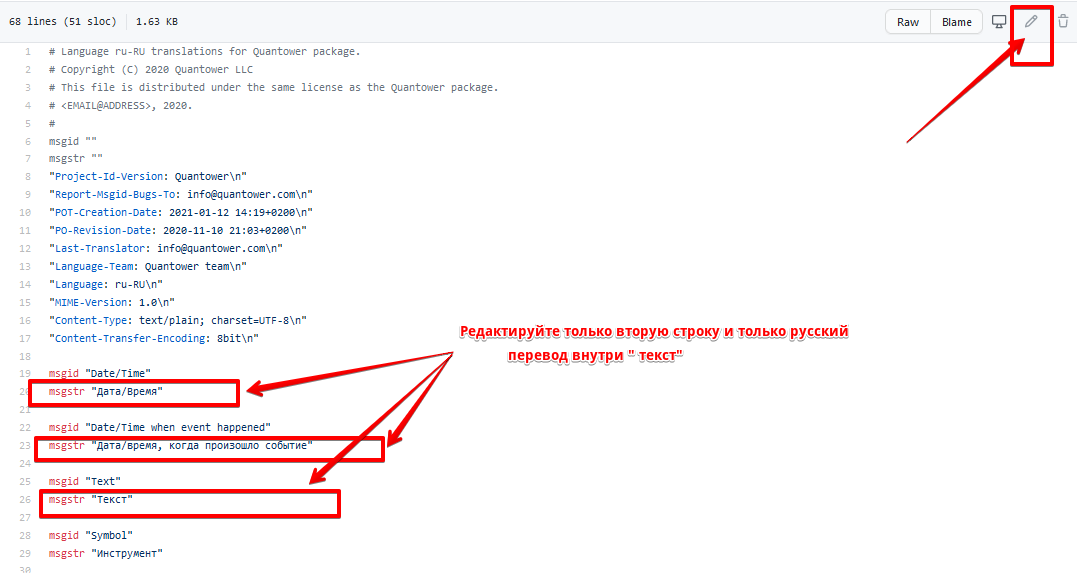 68 lines (51 sloc) 1.63 KB
Raw Blame
1 # Language ru-RU translations for Quantower package.
2 # Copyright (C) 2020 Quantower LLC
3 # This file is distributed under the same license as the Quantower package.
4 # <EMAIL@ADDRESS>, 2020.
5 #
6 msgid ""
7 msgstr ""
8 "Project-Id-Version: Quantower\n"
9 "Report-Msgid-Bugs-To: info@quantower.com\n"
10 "POT-Creation-Date: 2021-01-12 14:19+0200\n"
11 "PO-Revision-Date: 2020-11-10 21:03+0200\n"
12 "Last-Translator: info@quantower.com\n"
13 "Language-Team: Quantower team\n"
14 "Language: ru-RU\n"
15 "MIME-Version: 1.0\n"
16 "Content-Type: text/plain; charset=UTF-8\n"
17 "Content-Transfer-Encoding: 8bit\n"
Редактируйте только вторую строку и только русский
перевод внутри " текст"
18
19 msgid "Date/Time"
20 msgstr "Дата/Время"
21
22 msgid "Date/Time when event happened"
23 msgstr "Дата/время, когда произошло событие"
24
25 msgid "Text"
26 msgstr "Текст"
27
28 msgid "Symbol"
29 msgstr "Инструмент"
30